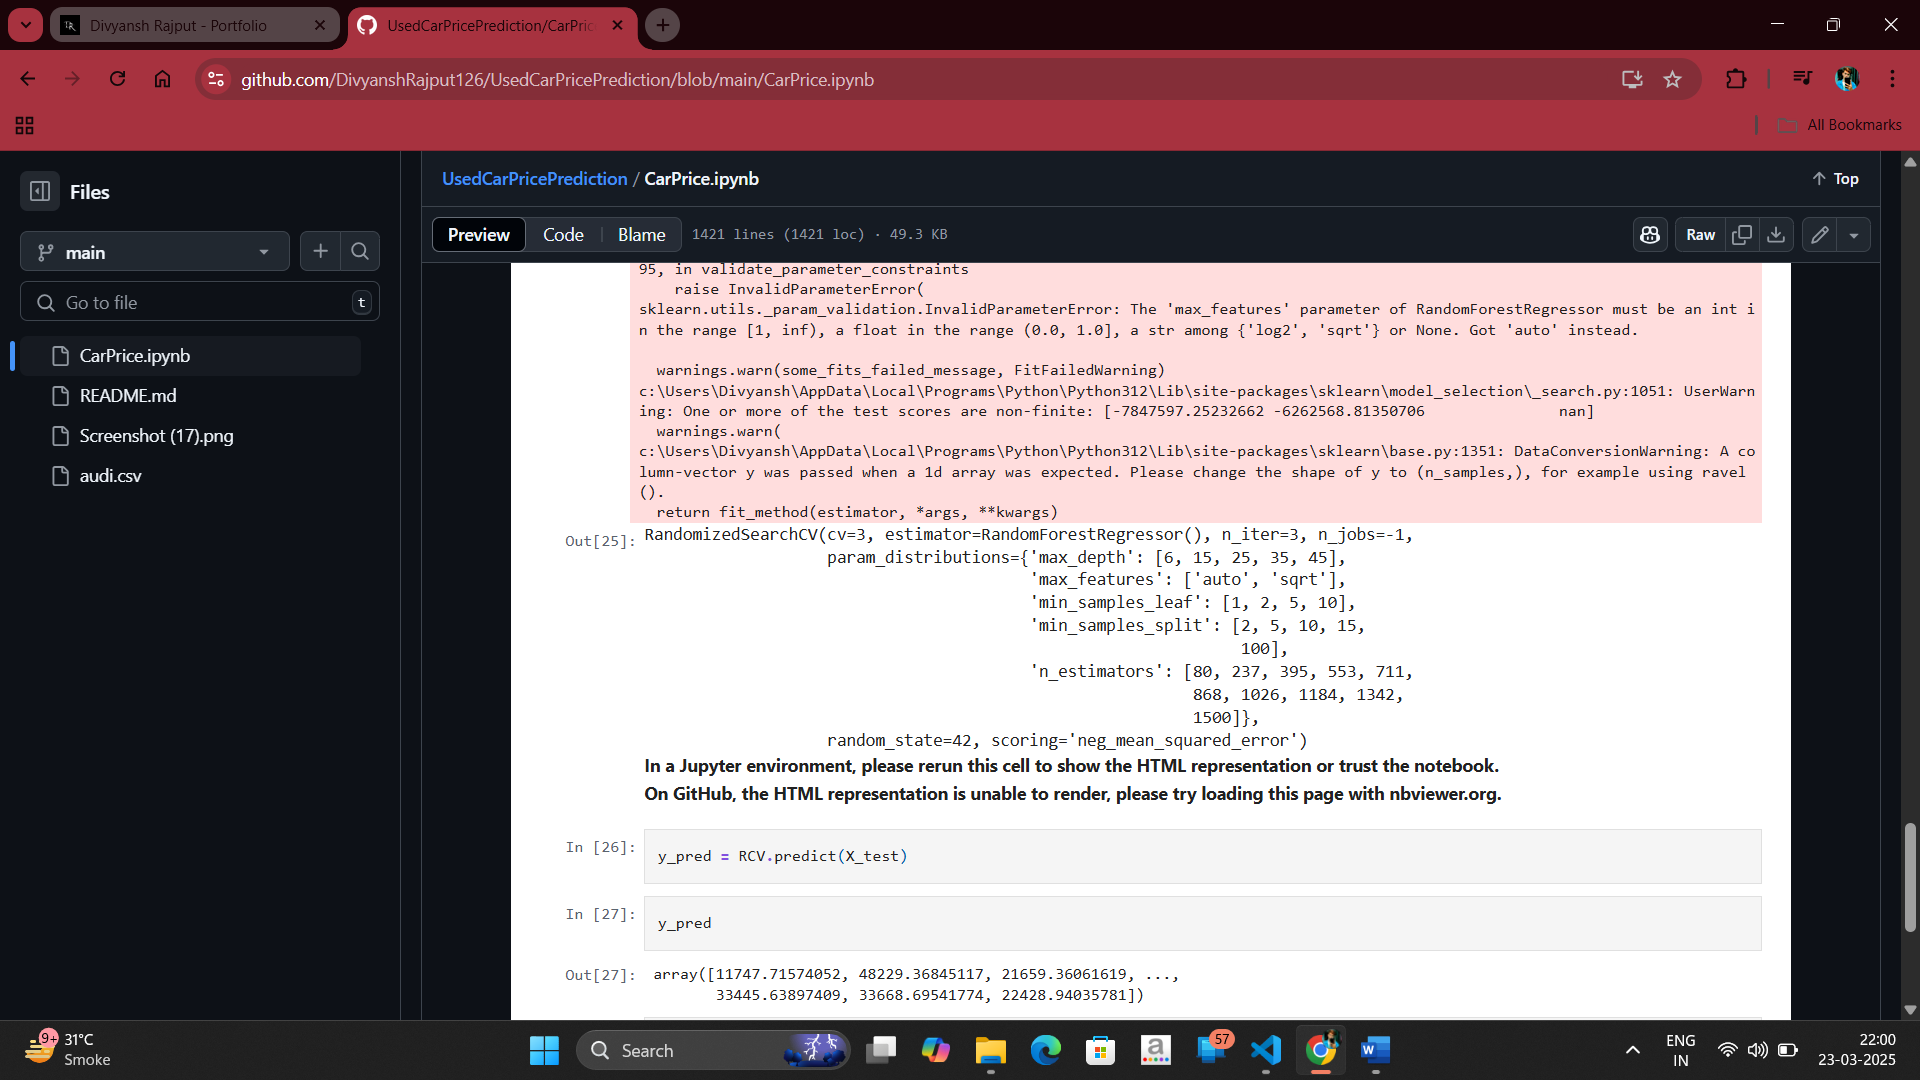 Divyansh Rajput - Portfolio
UsedCarPricePrediction/CarPric
github.com/DivyanshRajput126/UsedCarPricePrediction/blob/main/CarPrice.ipynb
All Bookmarks
Files
main
Go to file
t
CarPrice.ipynb
README.md
Screenshot (17).png
audi.csv
UsedCarPricePrediction / CarPrice.ipynb
Top
Preview
Code
Blame
1421 lines (1421 loc) · 49.3 KB
Raw
95, in validate_parameter_constraints
raise InvalidParameterError(
sklearn.utils._param_validation.InvalidParameterError: The 'max_features' parameter of RandomForestRegressor must be an int i
n the range [1, inf), a float in the range (0.0, 1.0], a str among {'log2', 'sqrt'} or None. Got 'auto' instead.
warnings.warn(some_fits_failed_message, FitFailedWarning)
c:\Users\Divyansh\AppData\Local\Programs\Python\Python312\Lib\site-packages\sklearn\model_selection\_search.py:1051: UserWarn
ing: One or more of the test scores are non-finite: [-7847597.25232662 -6262568.81350706 nan]
warnings.warn(
c:\Users\Divyansh\AppData\Local\Programs\Python\Python312\Lib\site-packages\sklearn\base.py:1351: DataConversionWarning: A co
lumn-vector y was passed when a 1d array was expected. Please change the shape of y to (n_samples,), for example using ravel
().
return fit_method(estimator, *args, **kwargs)
Out[25]: RandomizedSearchCV(cv=3, estimator=RandomForestRegressor(), n_iter=3, n_jobs=-1,
param_distributions={'max_depth': [6, 15, 25, 35, 45],
'max_features': ['auto', 'sqrt'],
'min_samples_leaf': [1, 2, 5, 10],
'min_samples_split': [2, 5, 10, 15,
100],
'n_estimators': [80, 237, 395, 553, 711,
868, 1026, 1184, 1342,
1500]},
random_state=42, scoring='neg_mean_squared_error')
In a Jupyter environment, please rerun this cell to show the HTML representation or trust the notebook.
On GitHub, the HTML representation is unable to render, please try loading this page with nbviewer.org.
In [26]: y_pred = RCV.predict(X_test)
In [27]: y_pred
Out[27]: array([11747.71574052, 48229.36845117, 21659.36061619, ...,
33445.63897409, 33668.69541774, 22428.94035781])
9+
31°C
Smoke
Search
a
57
W
ENG
IN
22:00
23-03-2025